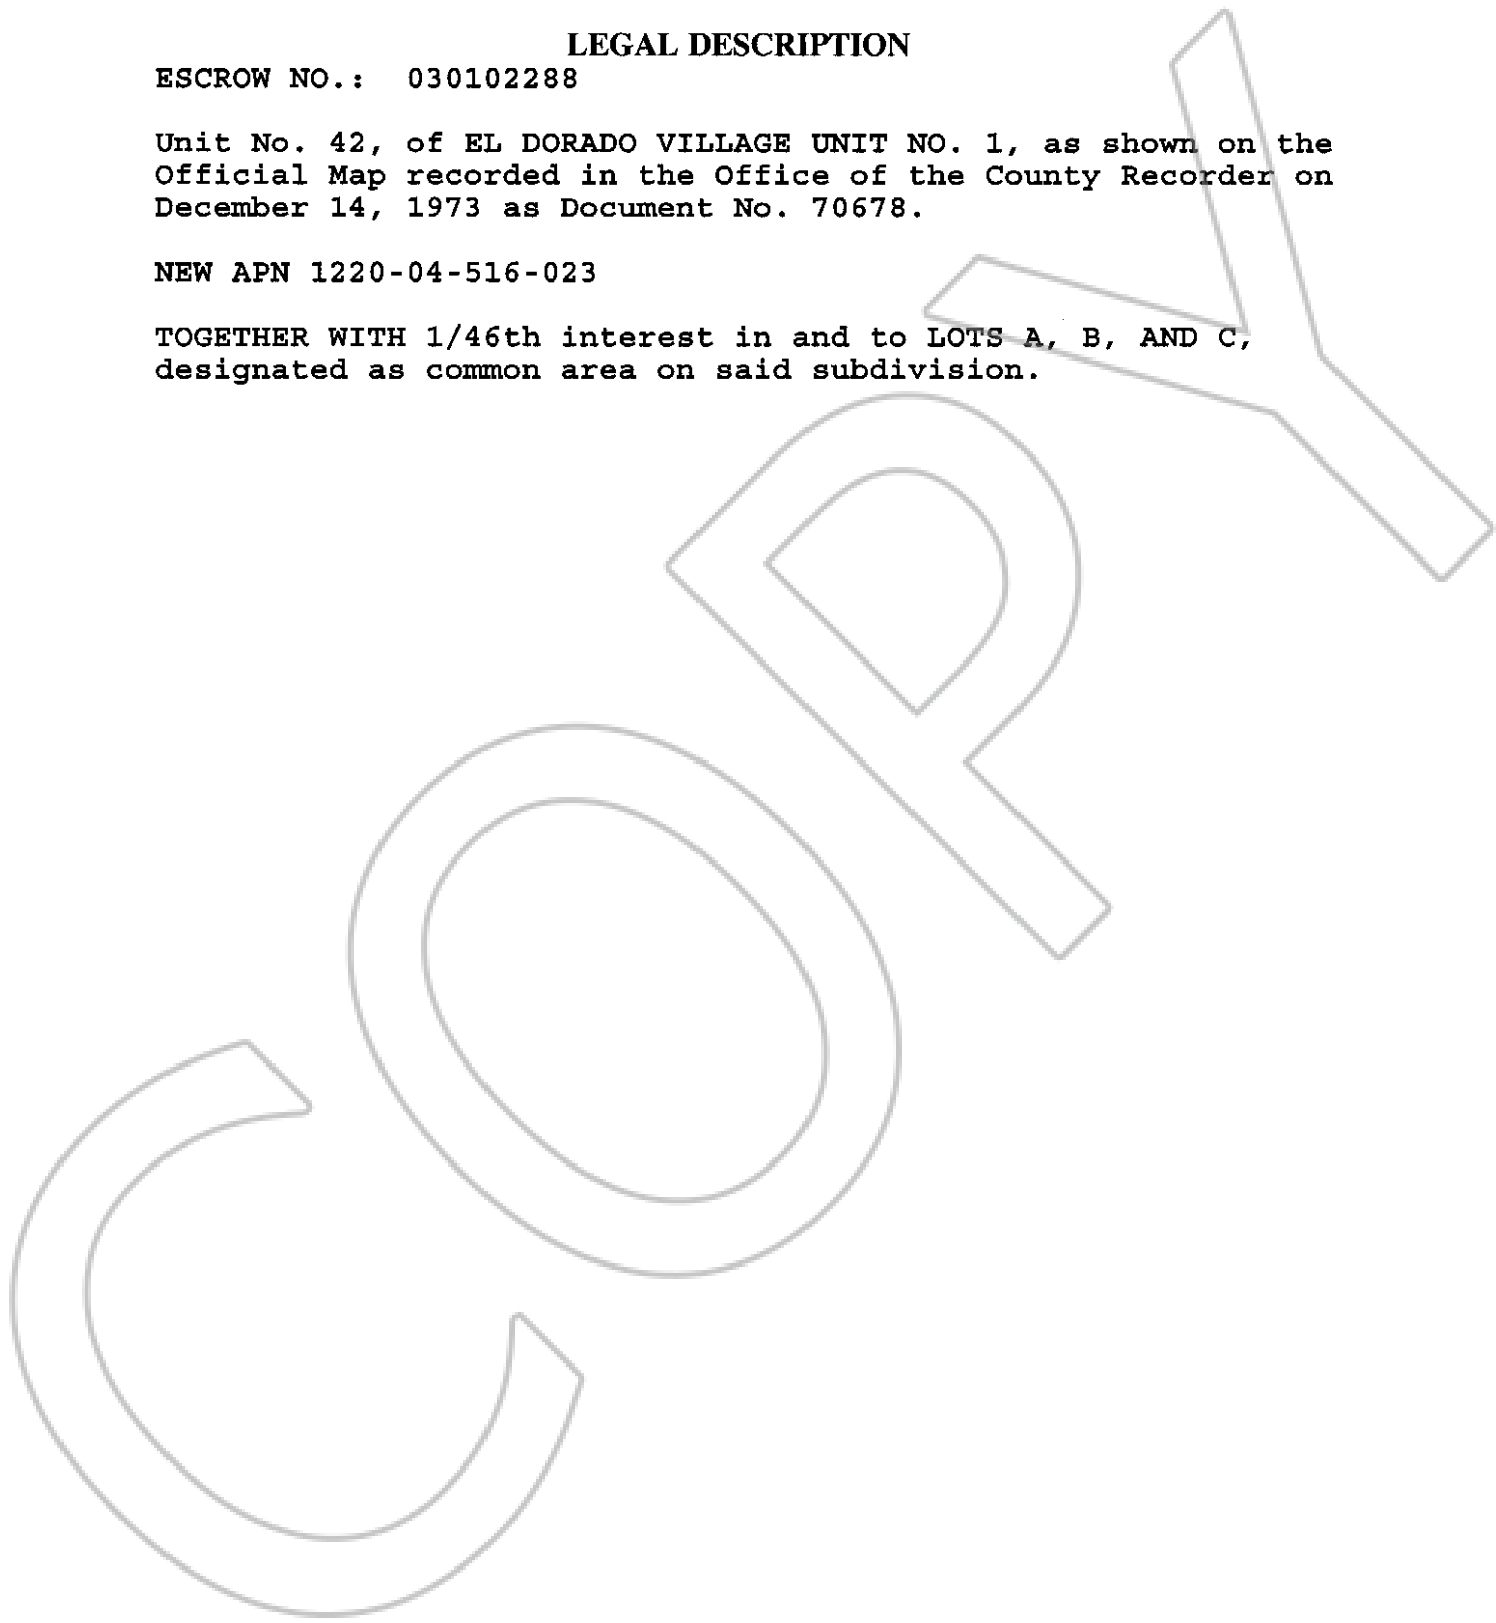 LEGAL DESCRIPTION
ESCROW NO.: 030102288
Unit No. 42, of EL DORADO VILLAGE UNIT NO. 1, as shown on the
Official Map recorded in the Office of the County Recorder on
December 14, 1973 as Document No. 70678.
NEW APN 1220-04-516-023
TOGETHER WITH 1/46th interest in and to LOTS A, B, AND C,
designated as common area on said subdivision.
COPY